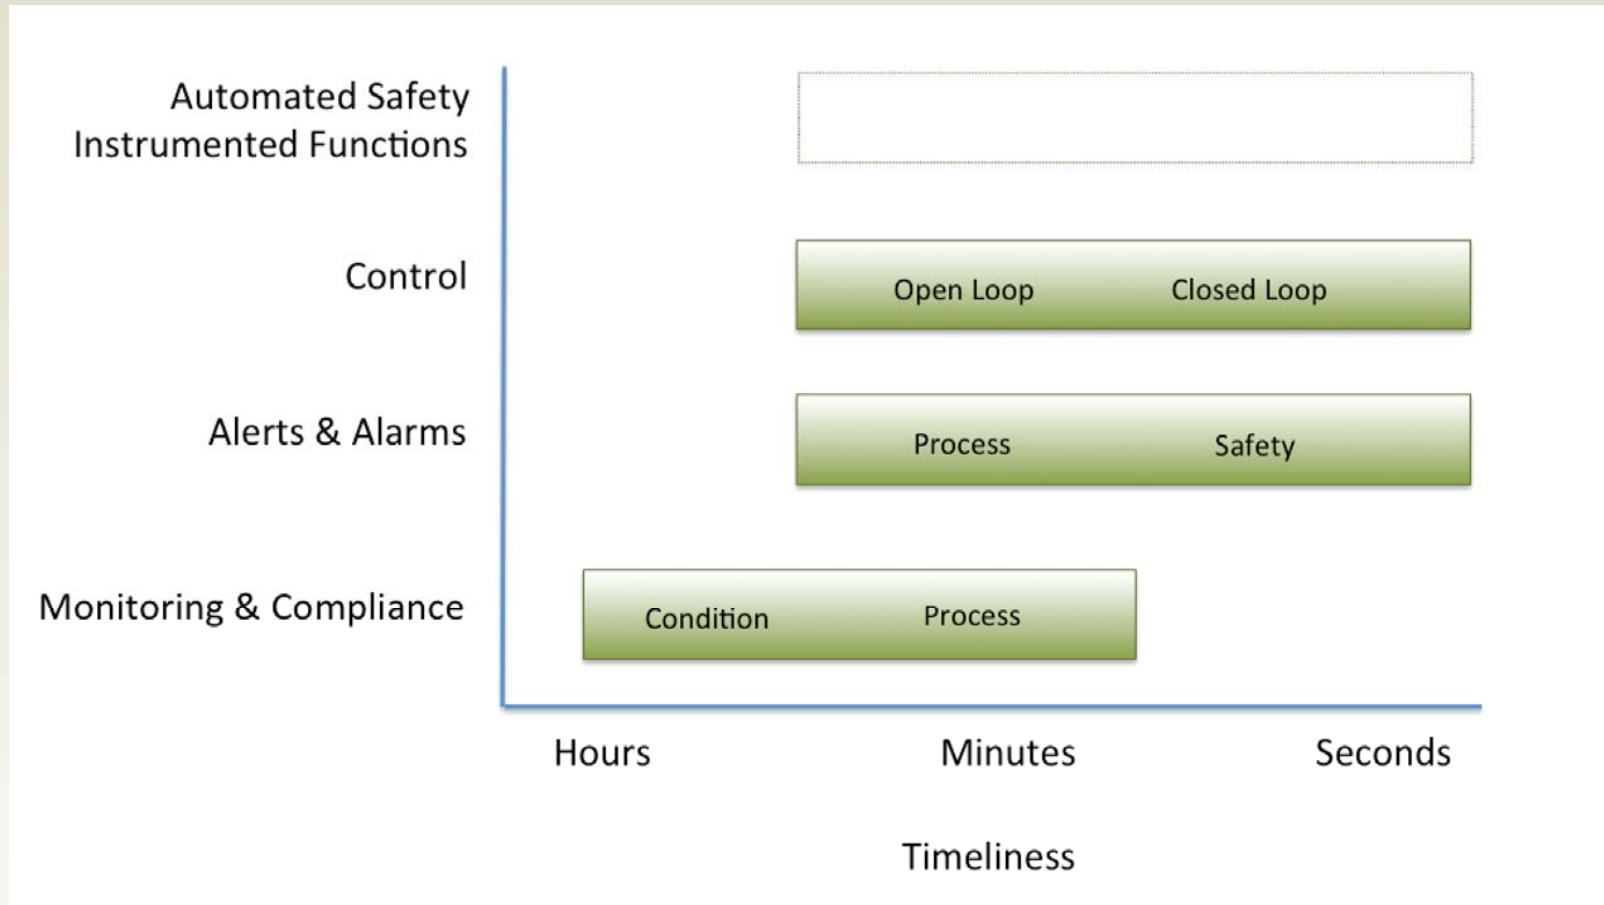 Automated Safety
Instrumented Functions
Control
Open Loop
Closed Loop
Alerts & Alarms
Process
Safety
Monitoring & Compliance
Condition
Process
Hours
Minutes
Seconds
Timeliness